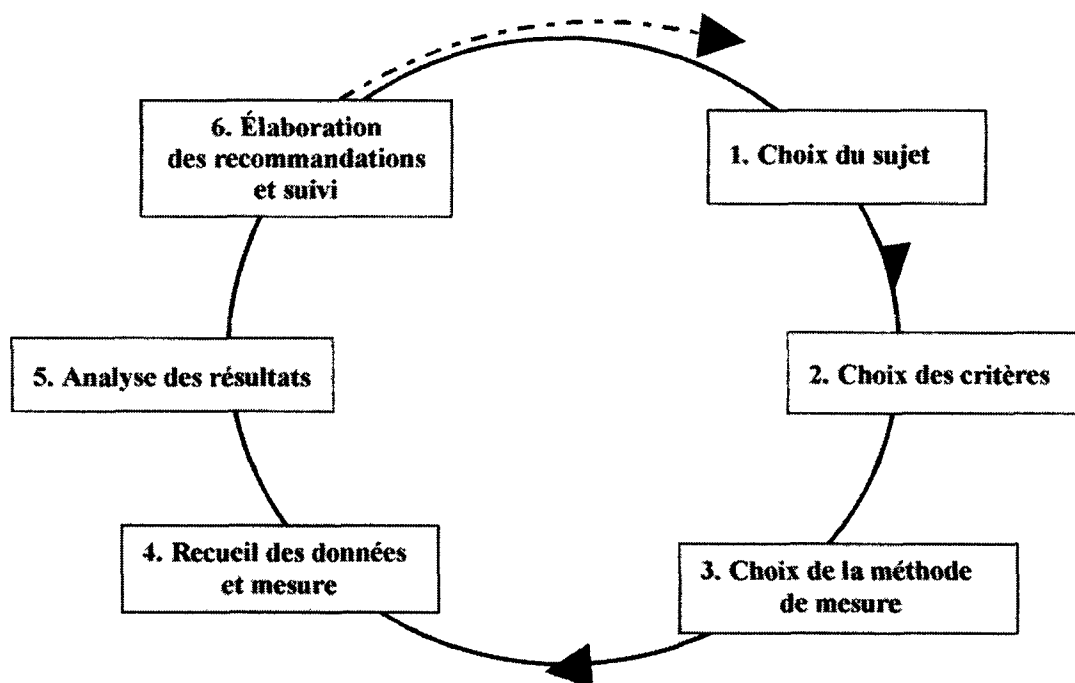 1. Choix du sujet
2. Choix des critères
3. Choix de la méthode
de mesure
4. Recueil des données
et mesure
5. Analyse des résultats
6. Élaboration
des recommandations
et suivi